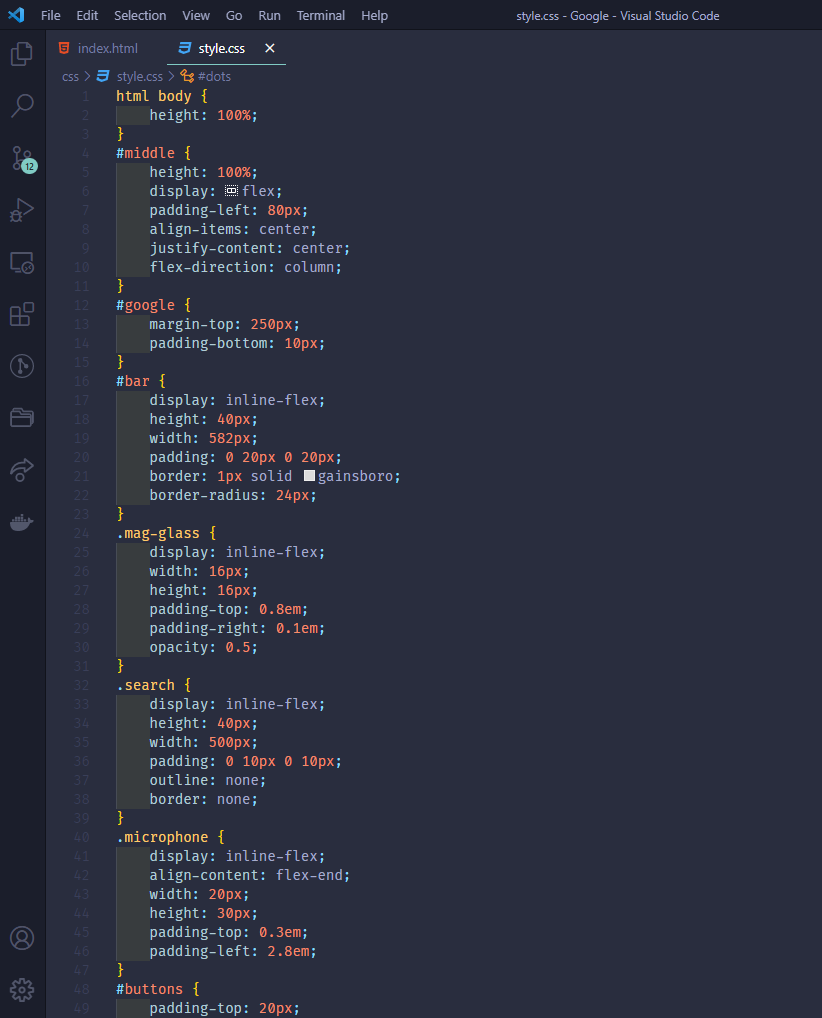 File Edit Selection View Go Run Terminal Help style.css - Google - Visual Studio Code
index.html style.css
css > style.css > #dots
12
1 html body {
2 height: 100%;
3 }
4 #middle {
5 height: 100%;
6 display: flex;
7 padding-left: 80px;
8 align-items: center;
9 justify-content: center;
10 flex-direction: column;
11 }
12 #google {
13 margin-top: 250px;
14 padding-bottom: 10px;
15 }
16 #bar {
17 display: inline-flex;
18 height: 40px;
19 width: 582px;
20 padding: 0 20px 0 20px;
21 border: 1px solid gainsboro;
22 border-radius: 24px;
23 }
24 .mag-glass {
25 display: inline-flex;
26 width: 16px;
27 height: 16px;
28 padding-top: 0.8em;
29 padding-right: 0.1em;
30 opacity: 0.5;
31 }
32 .search {
33 display: inline-flex;
34 height: 40px;
35 width: 500px;
36 padding: 0 10px 0 10px;
37 outline: none;
38 border: none;
39 }
40 .microphone {
41 display: inline-flex;
42 align-content: flex-end;
43 width: 20px;
44 height: 30px;
45 padding-top: 0.3em;
46 padding-left: 2.8em;
47 }
48 #buttons {
49 padding-top: 20px;